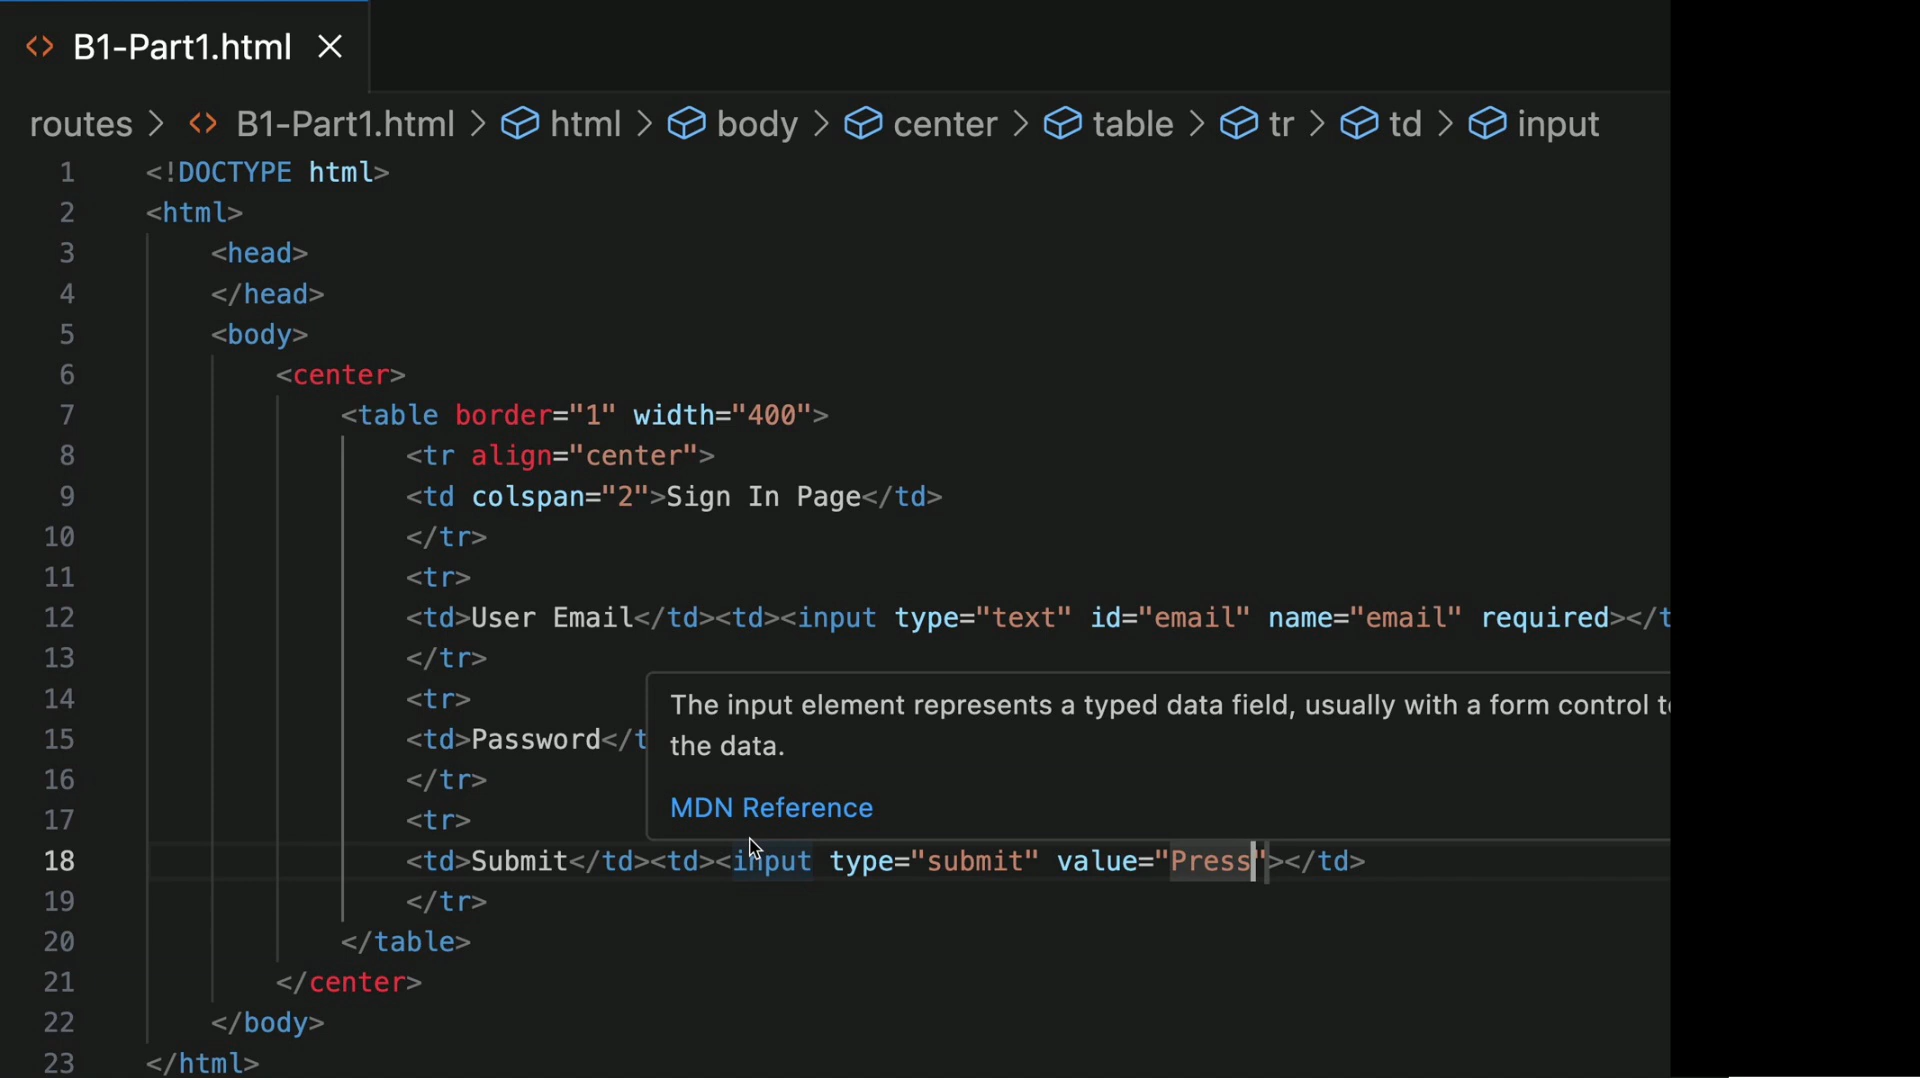 B1-Part1.html
routes > B1-Part1.html > html > body > center > table > tr > td > input
1 <!DOCTYPE html>
2 <html>
3 <head>
4 </head>
5 <body>
6 <center>
7 <table border="1" width="400">
8 <tr align="center">
9 <td colspan="2">Sign In Page</td>
10 </tr>
11 <tr>
12 <td>User Email</td><td><input type="text" id="email" name="email" required></t
13 </tr>
14 <tr>
The input element represents a typed data field, usually with a form control
15 <td>Password</t
the data.
16 </tr>
MDN Reference
17 <tr>
18 <td>Submit</td><td><input type="submit" value="Press"></td>
19 </tr>
20 </table>
21 </center>
22 </body>
23 </html>